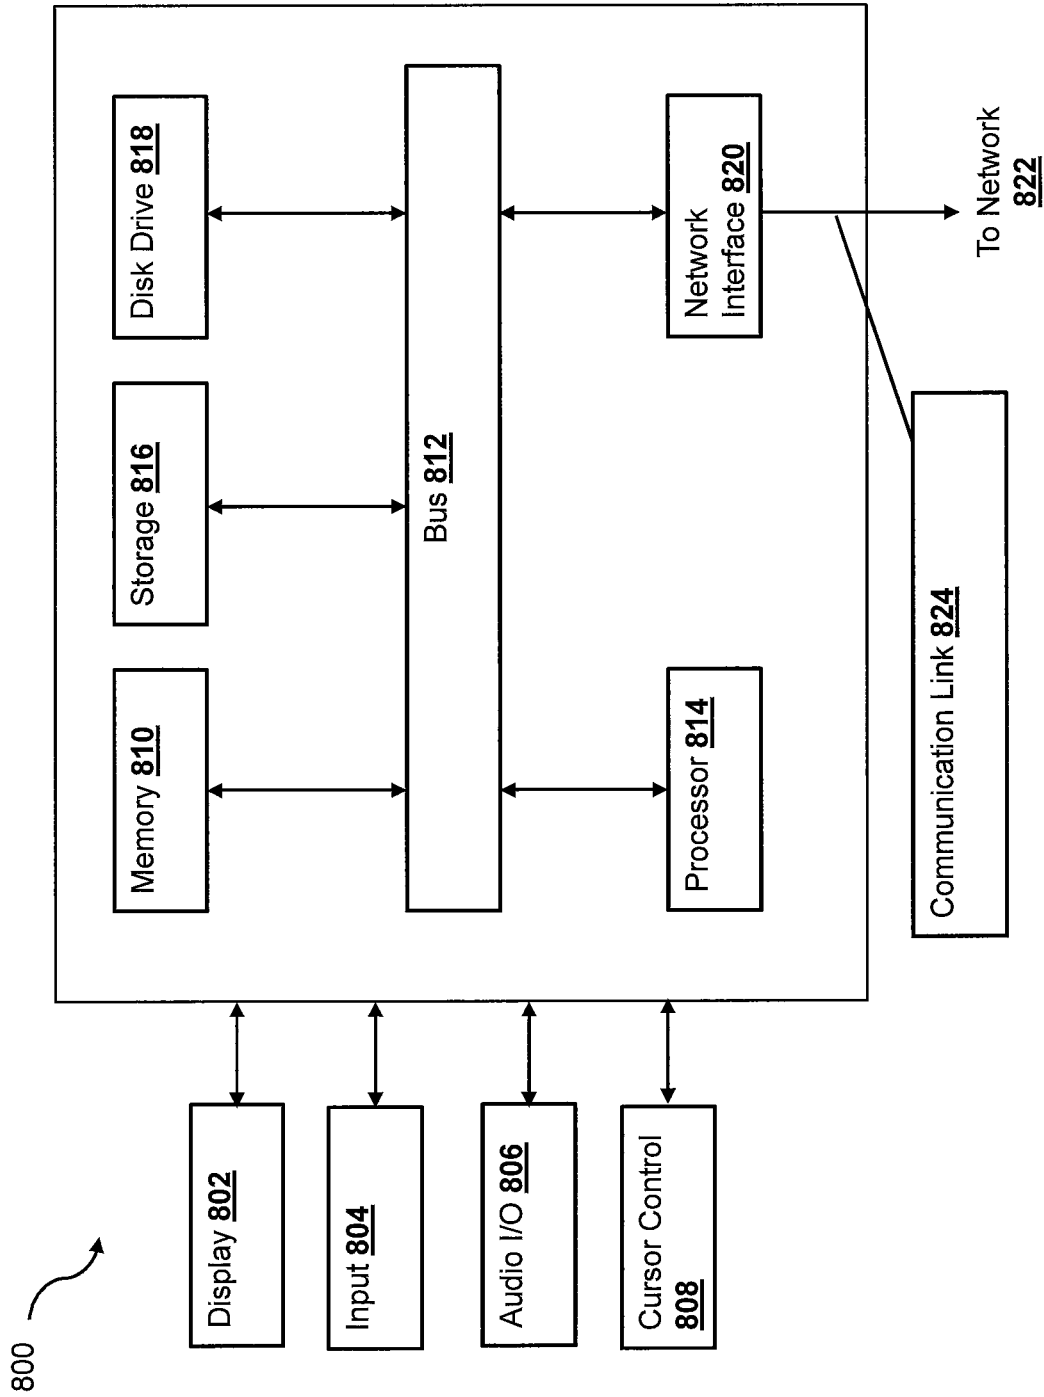 800
Display 802
Input 804
Audio I/O 806
Cursor Control
808
Memory 810
Storage 816
Disk Drive 818
Bus 812
Processor 814
Network
Interface 820
Communication Link 824
To Network
822